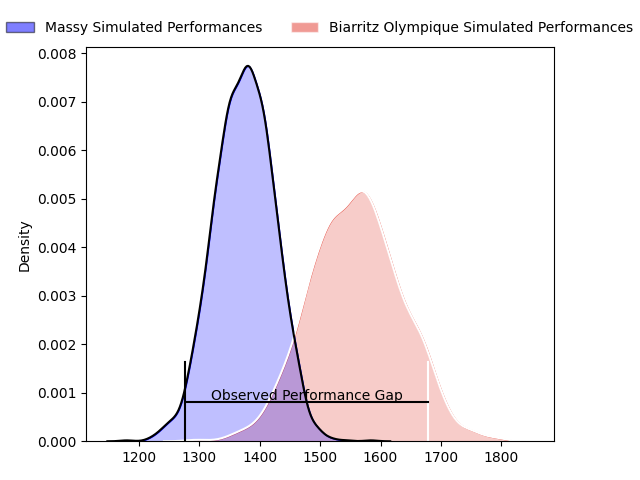 Massy Simulated Performances
Biarritz Olympique Simulated Performances
0.008
0.007
0.006
0.005
0.004
0.003
0.002
0.001
0.000
Density
Observed Performance Gap
1200 1300 1400 1500 1600 1700 1800